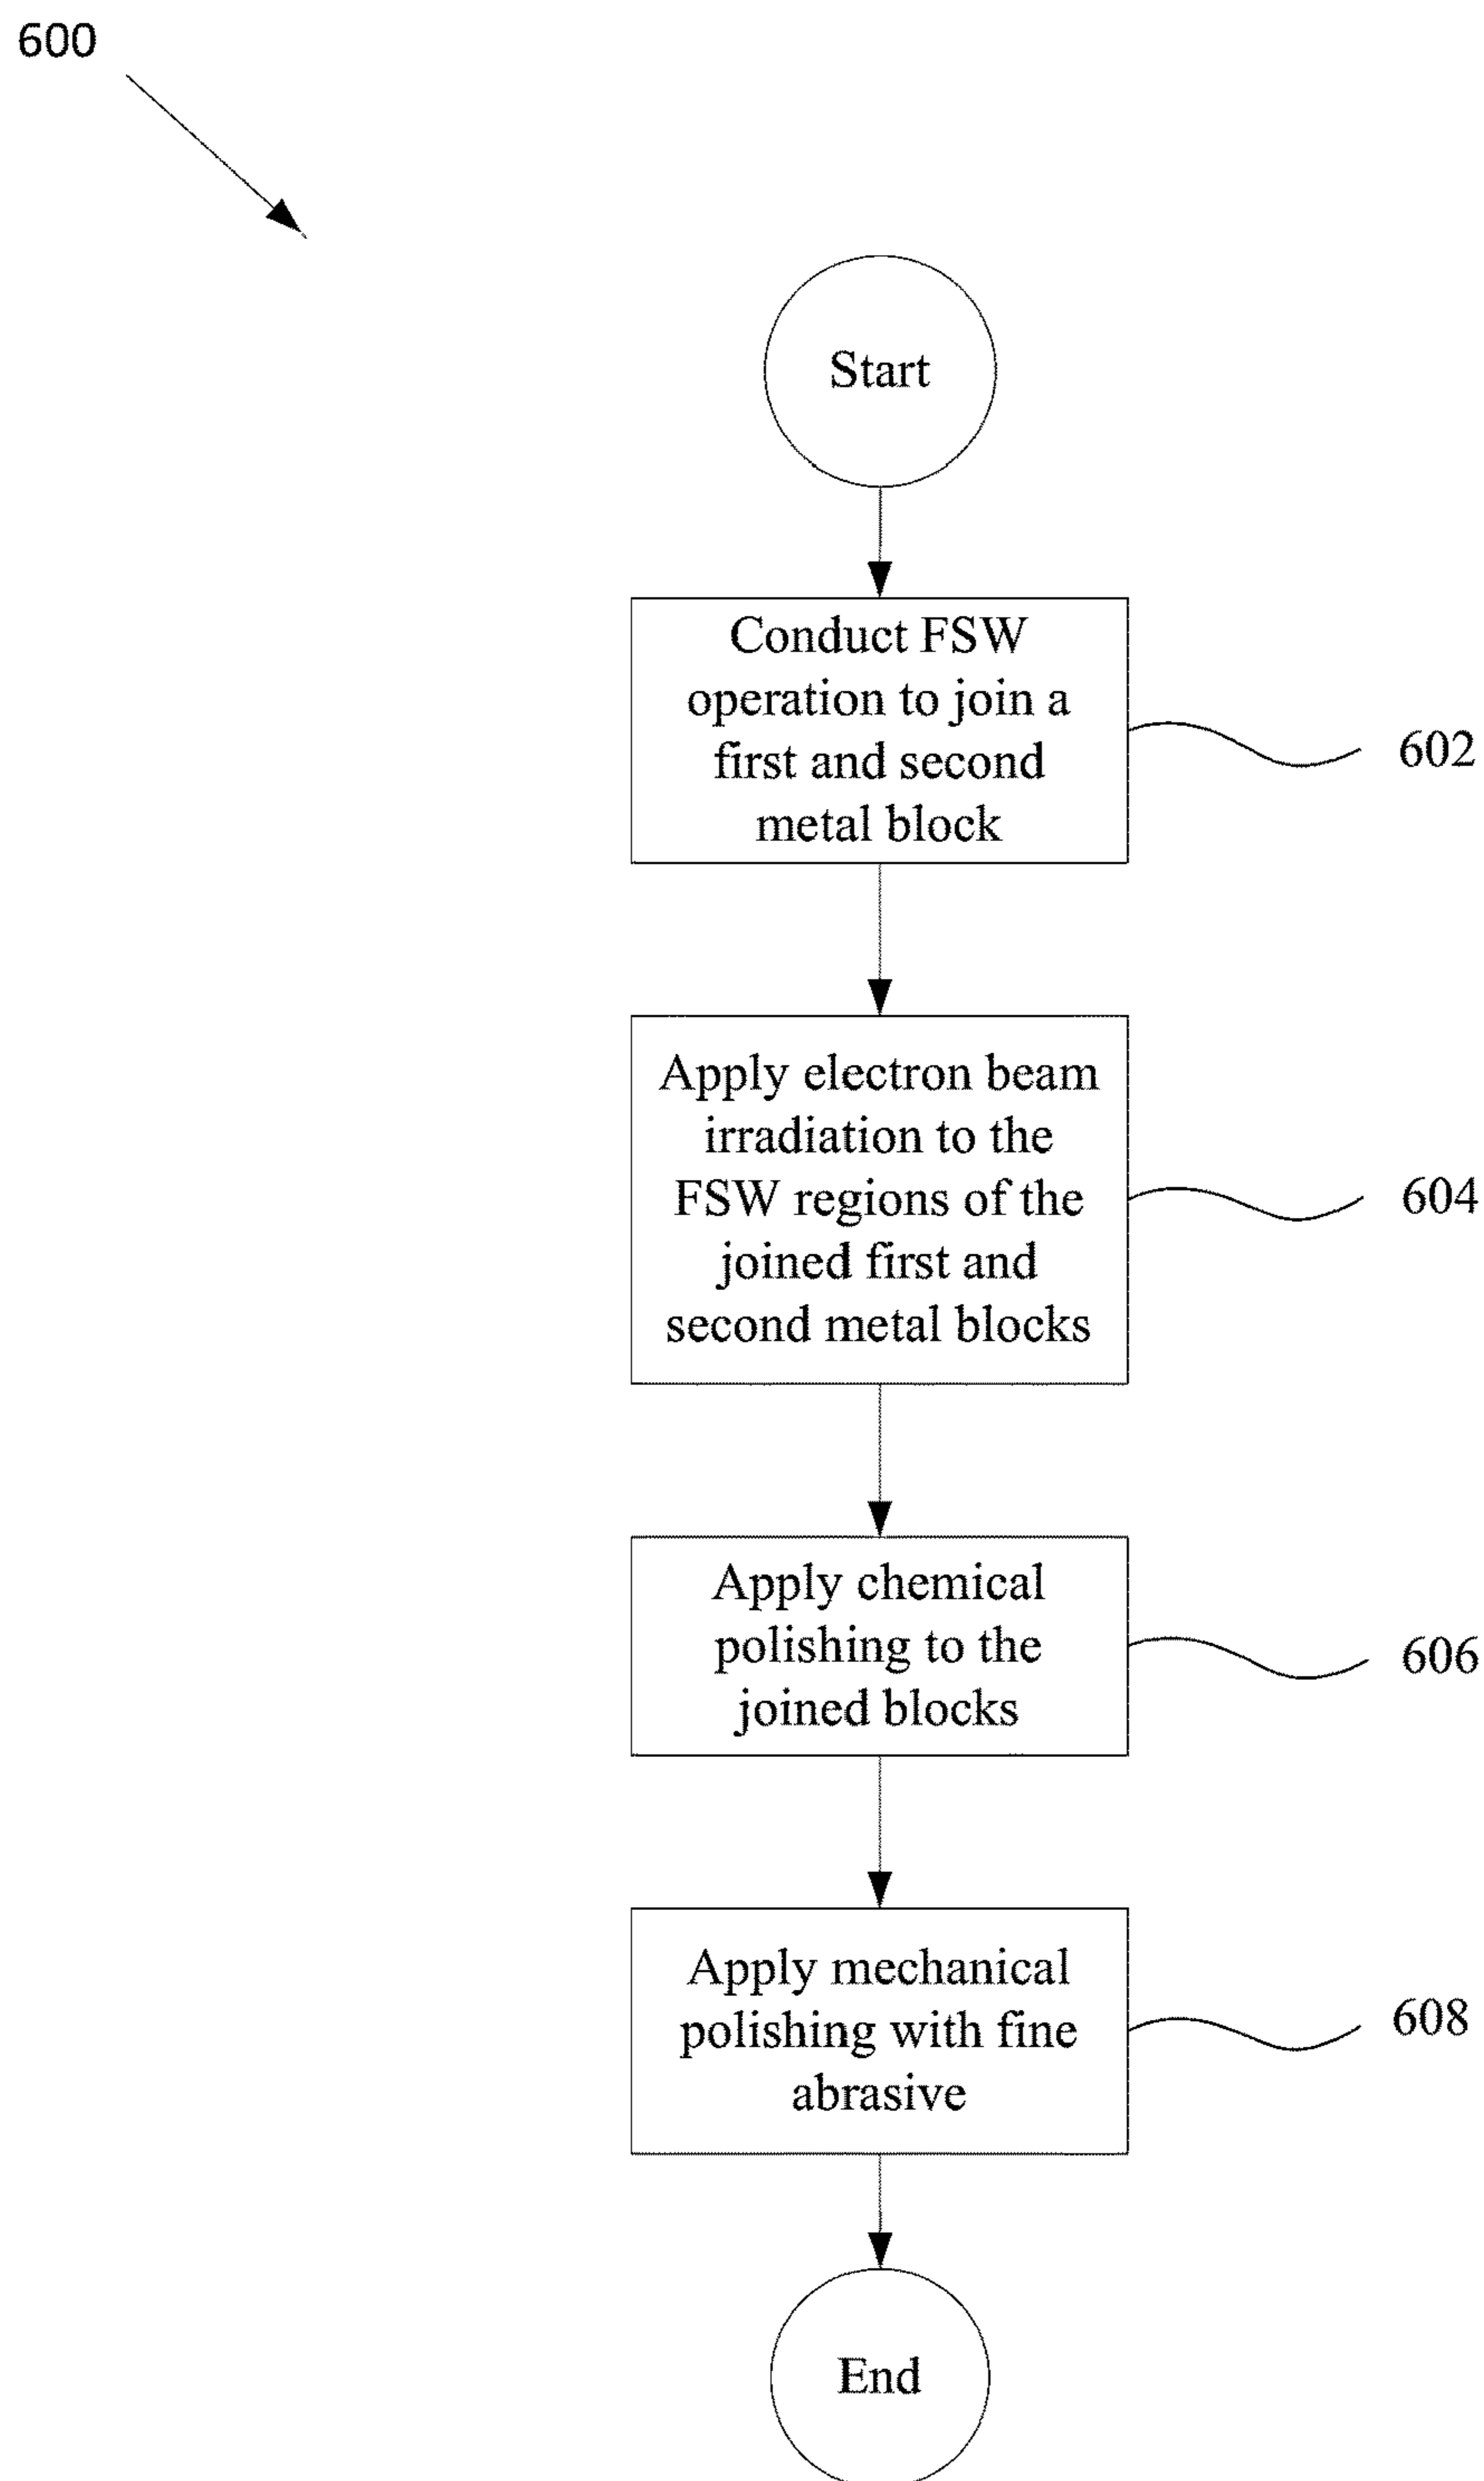 600
Start
Conduct FSW
operation to join a
first and second
metal block
602
Apply electron beam
irradiation to the
FSW regions of the
joined first and
second metal blocks
604
Apply chemical
polishing to the
joined blocks
606
Apply mechanical
polishing with fine
abrasive
608
End